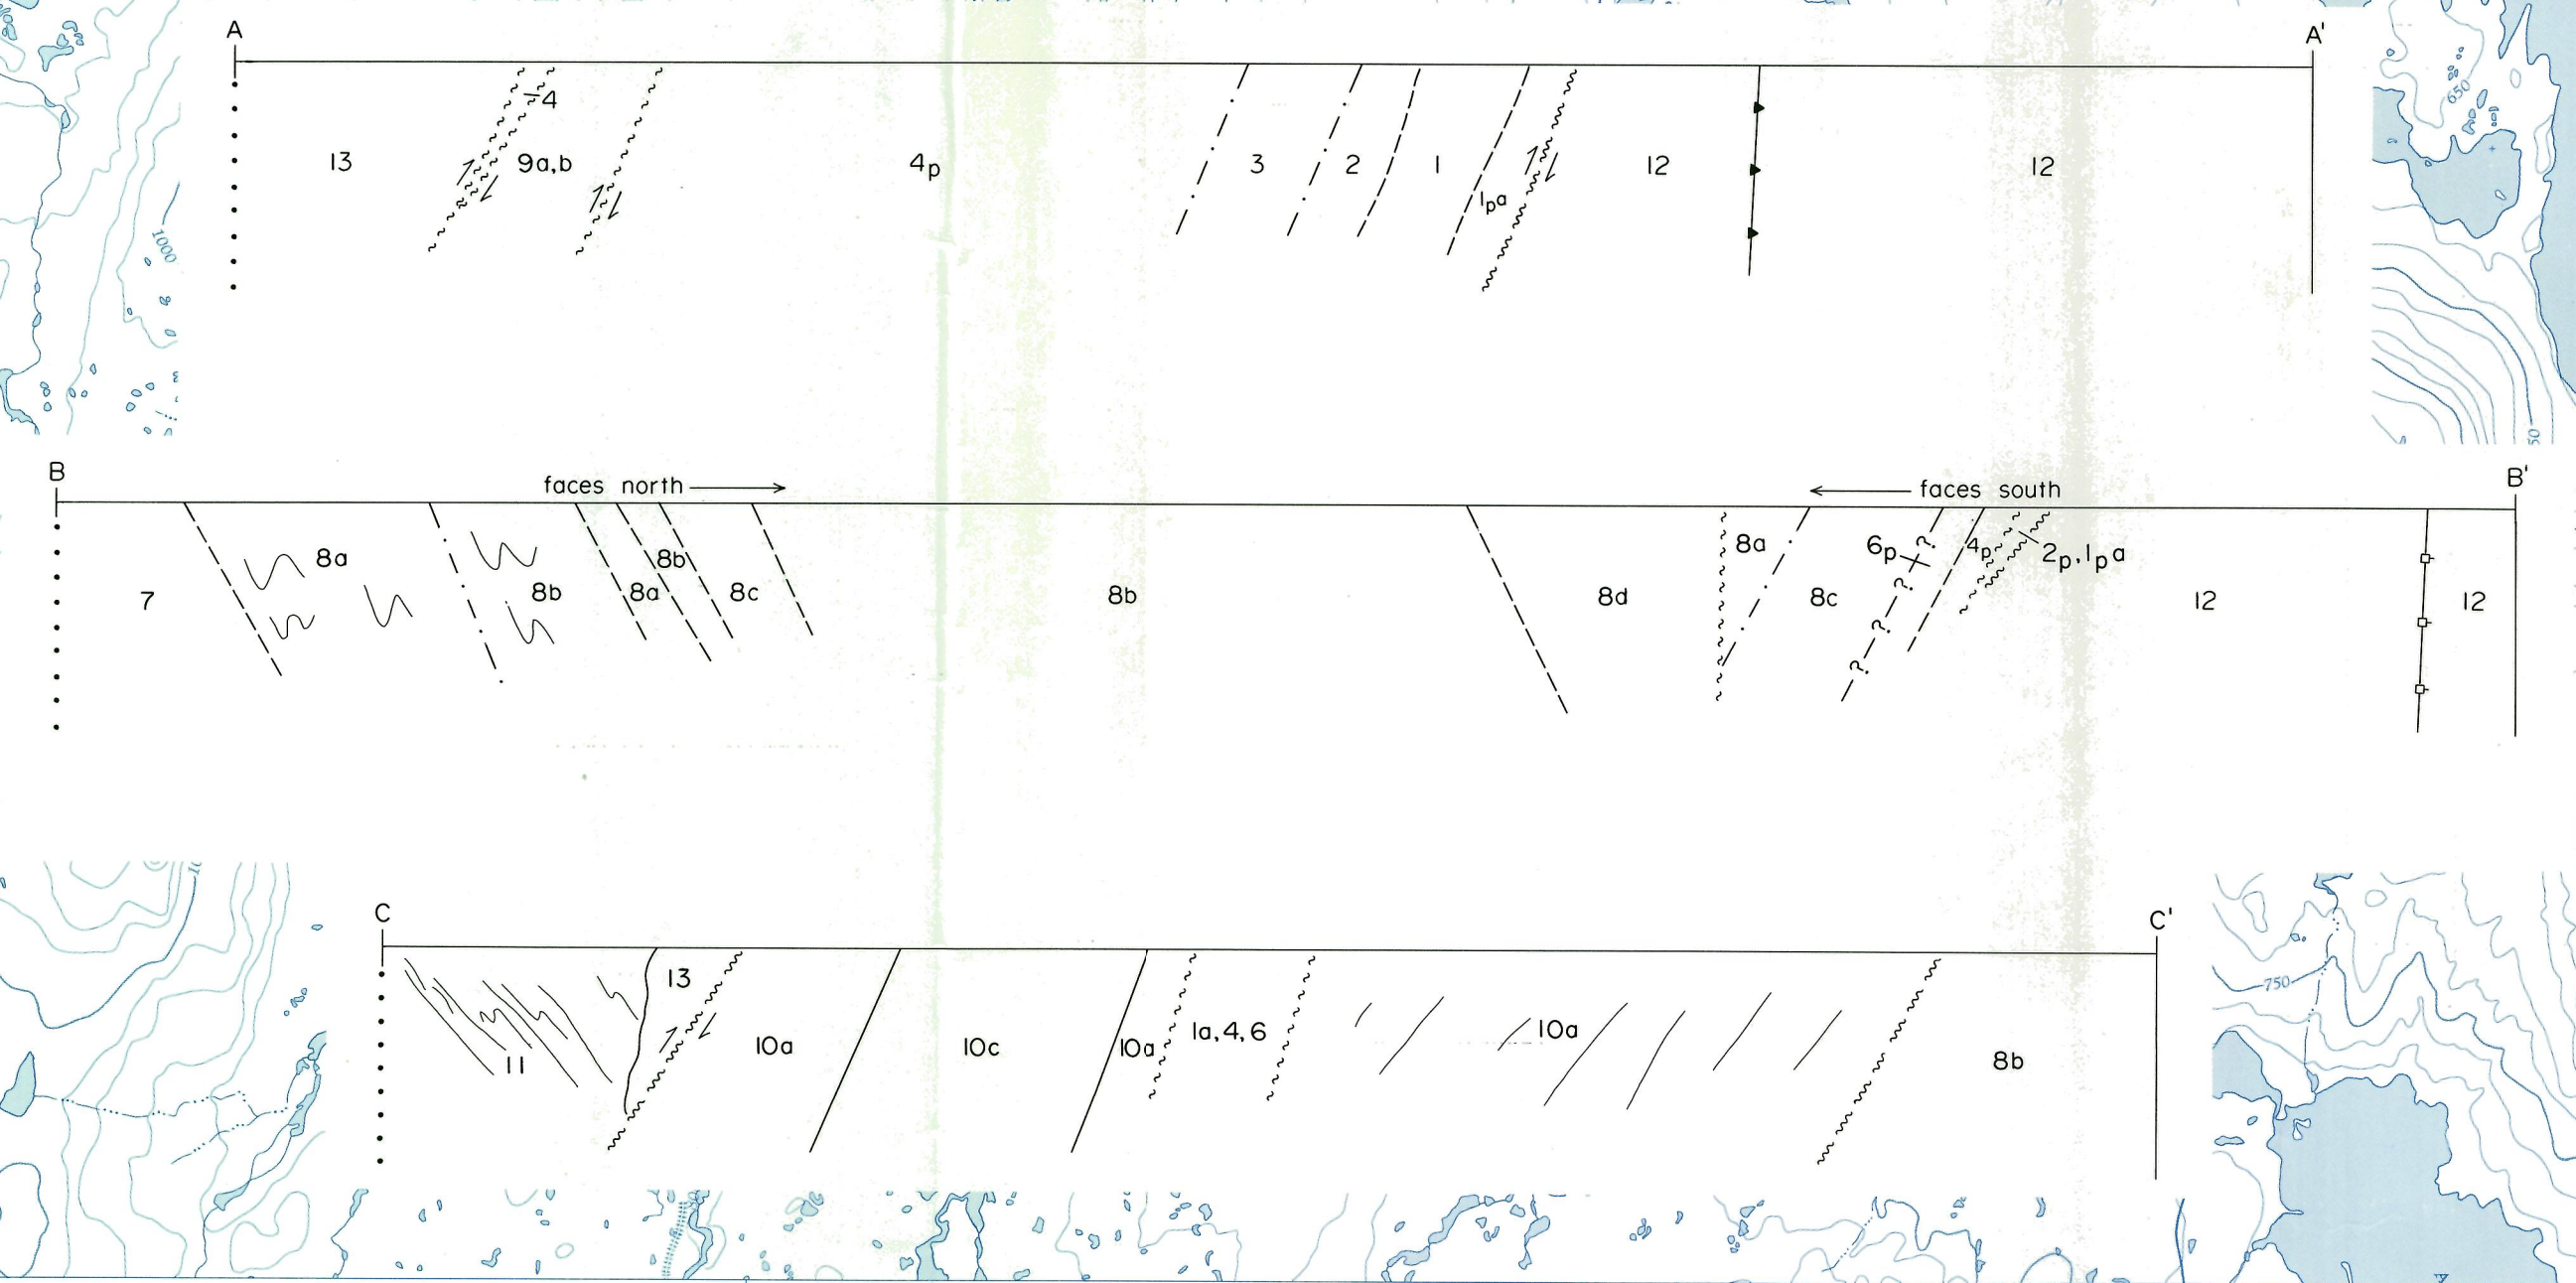 A A'
650
4
13 9a,b 4p 3 2 1 1pa 12 12
1000
50
B B'
faces north faces south
7 8a 8b 8a 8b 8c 8b 8d 8a 8c 6p 4p 2p,1pa 12 12
C C'
13
750
11 10a 10c 10a 1a,4,6 10a 8b